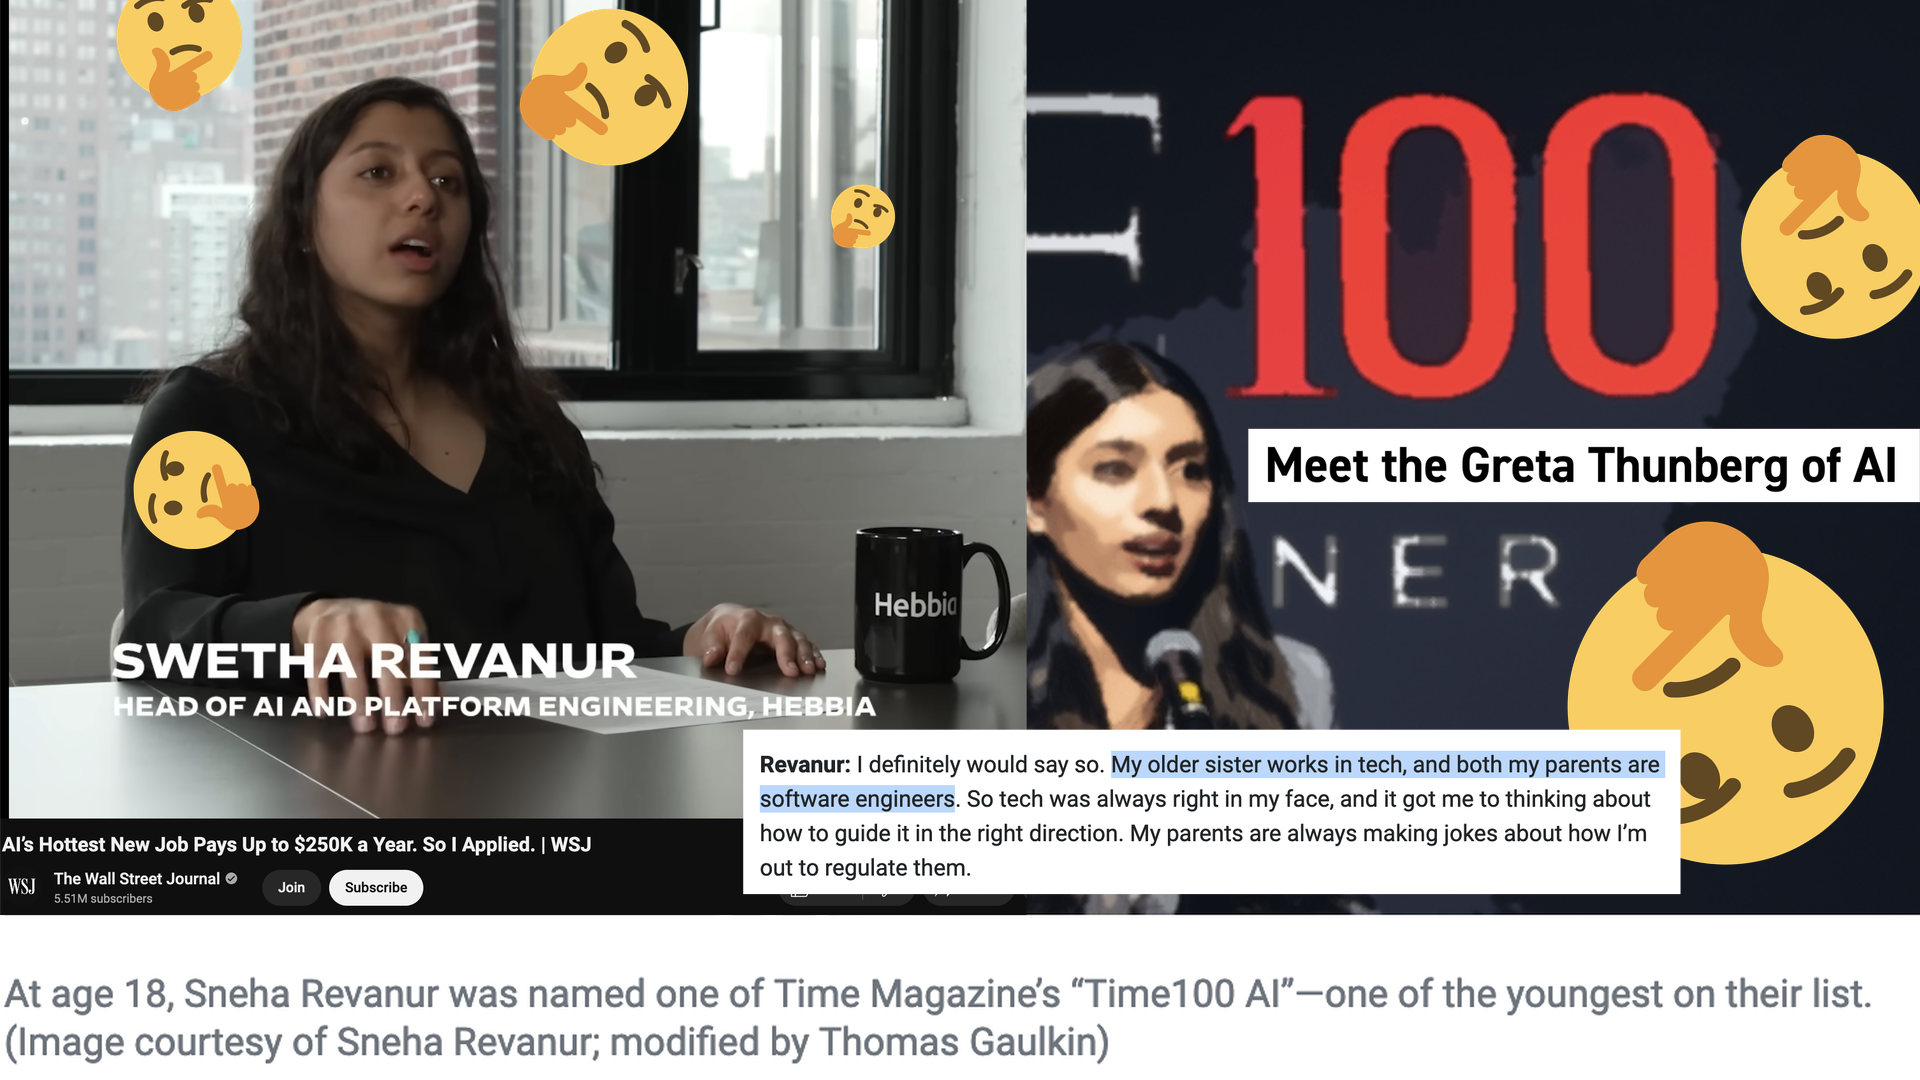 Hebbia
SWETHA REVANUR
HEAD OF AI AND PLATFORM ENGINEERING, HEBBIA
AI’s Hottest New Job Pays Up to $250K a Year. So I Applied. | WSJ
WSJ
The Wall Street Journal
5.51M subscribers
Join
Subscribe
E 100
Meet the Greta Thunberg of AI
NER
Revanur: I definitely would say so. My older sister works in tech, and both my parents are
software engineers. So tech was always right in my face, and it got me to thinking about
how to guide it in the right direction. My parents are always making jokes about how I’m
out to regulate them.
At age 18, Sneha Revanur was named one of Time Magazine’s “Time100 AI”—one of the youngest on their list.
(Image courtesy of Sneha Revanur; modified by Thomas Gaulkin)